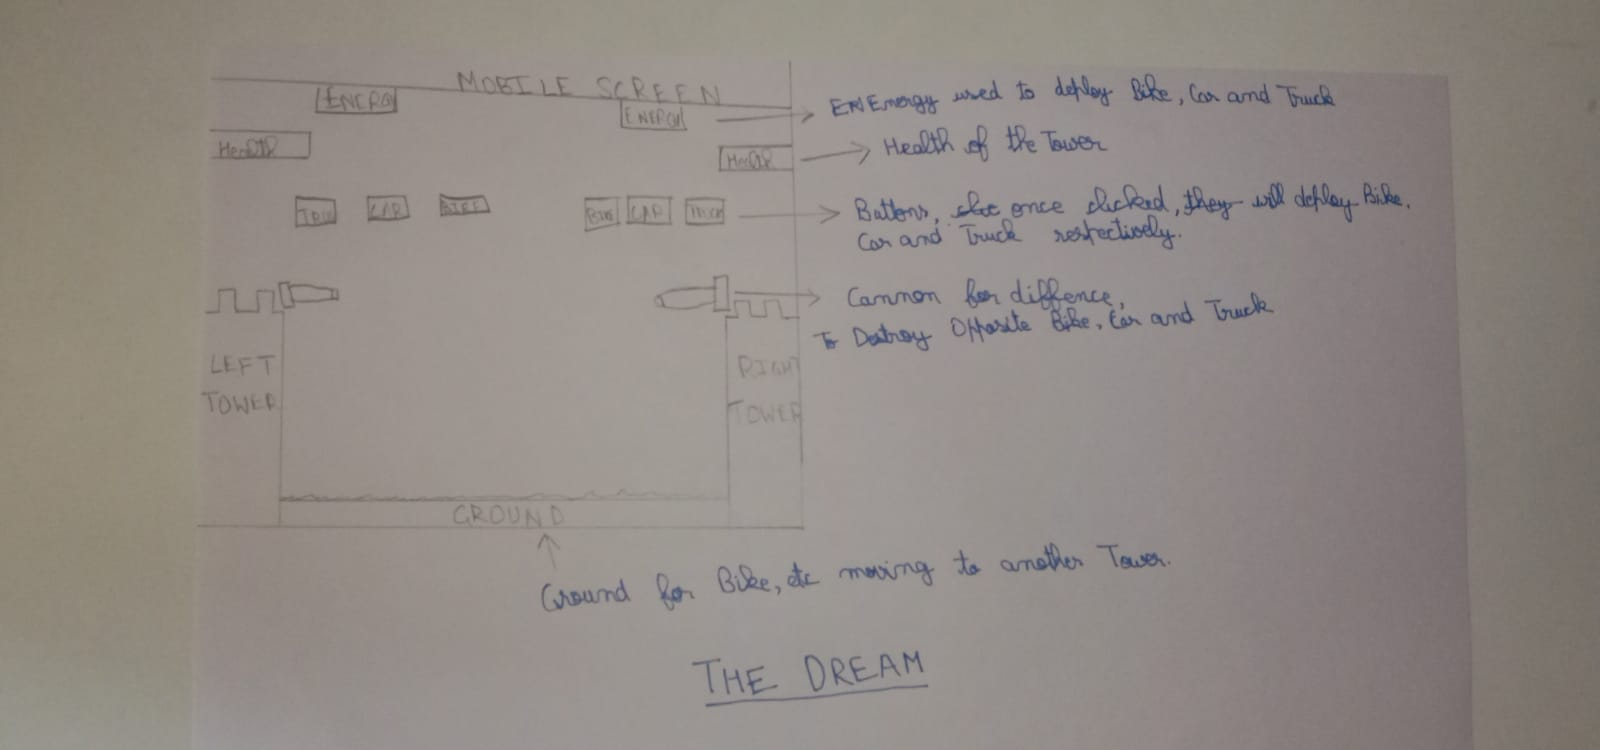 MOBILE SCREEN
ENERGY
ENERGY
EN Energy used to deploy Bike, Car and Truck
Health
Health
Health of the Tower
CAR
BIKE
BIKE
CAR
TRUCK
Buttons, once clicked, they will deploy Bike,
Car and Truck respectively.
Cannon for diffence,
To Destroy Opposite Bike, Car and Truck
LEFT
TOWER
RIGHT
TOWER
GROUND
Ground for Bike, etc moving to another Tower.
THE DREAM